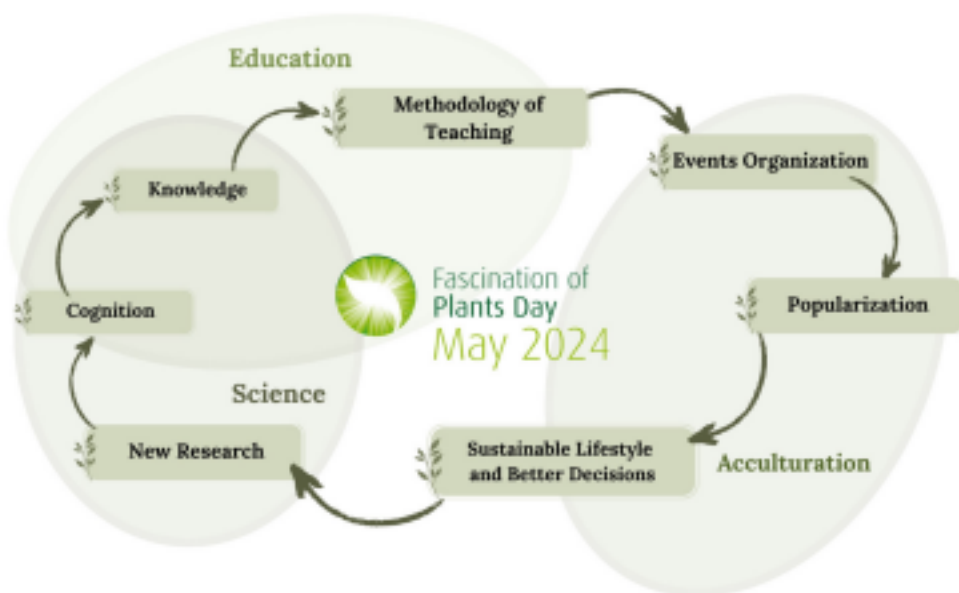 Education
Methodology of
Teaching
Events Organization
Knowledge
Fascination of
Plants Day
May 2024
Cognition
Popularization
Science
New Research
Sustainable Lifestyle
and Better Decisions
Acculturation